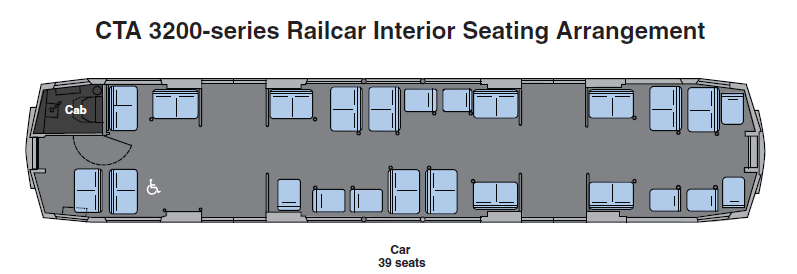 CTA 3200-series Railcar Interior Seating Arrangement
Cab
Car
39 seats